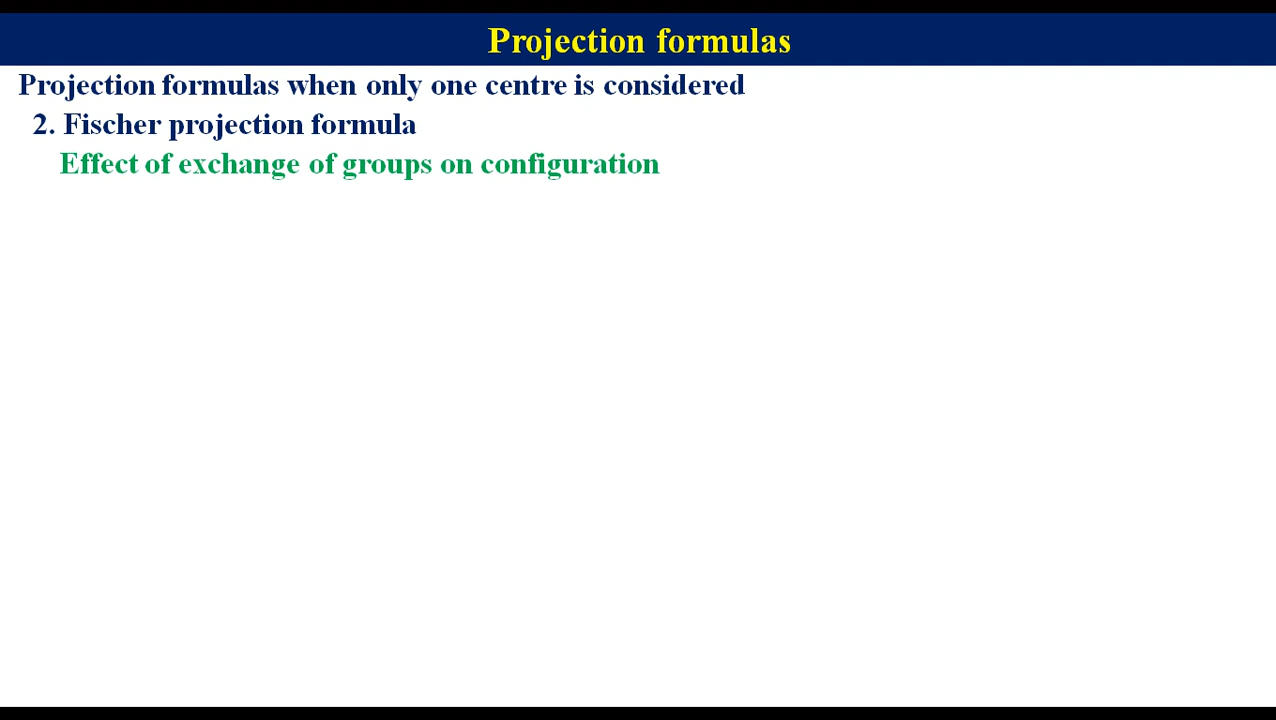 Projection formulas
Projection formulas when only one centre is considered
2. Fischer projection formula
Effect of exchange of groups on configuration